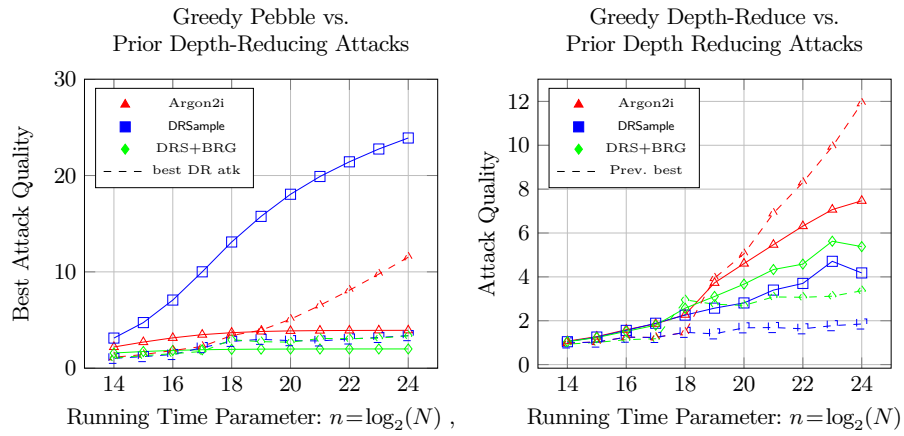 Greedy Pebble vs.
Prior Depth-Reducing Attacks
30
20
10
0
Best Attack Quality
Argon2i
DRSample
DRS+BRG
best DR atk
14 16 18 20 22 24
Running Time Parameter: n=log₂(N) ,
Greedy Depth-Reduce vs.
Prior Depth Reducing Attacks
12
10
8
6
4
2
0
Attack Quality
Argon2i
DRSample
DRS+BRG
Prev. best
14 16 18 20 22 24
Running Time Parameter: n=log₂(N)